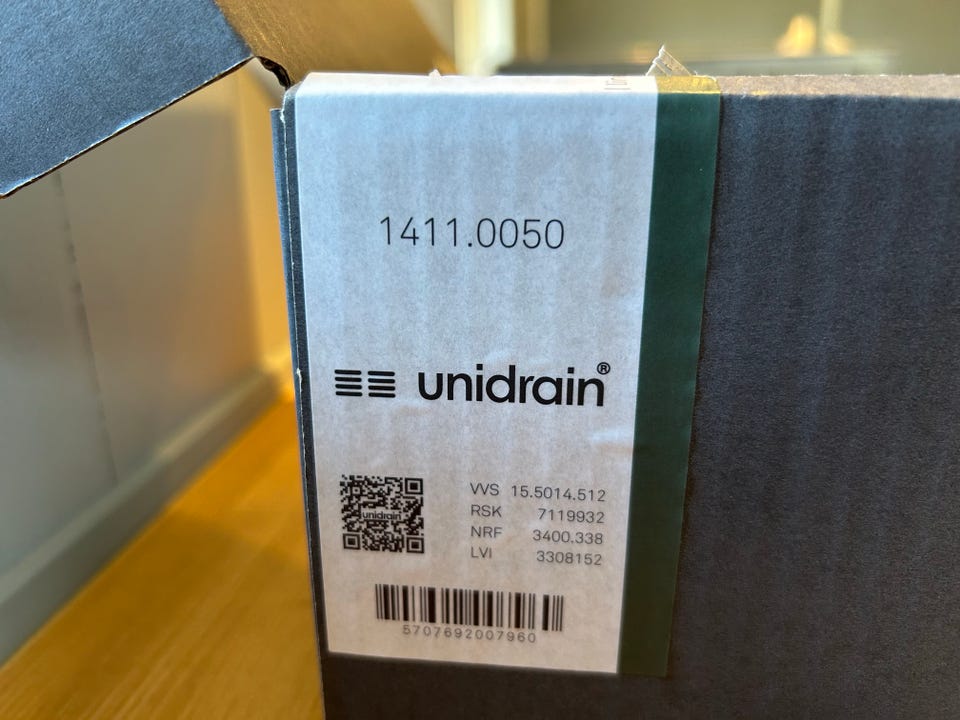 1411.0050
unidrain®
unidrain
VVS 15.5014.512
RSK 7119932
NRF 3400.338
LVI 3308152
5707692007960